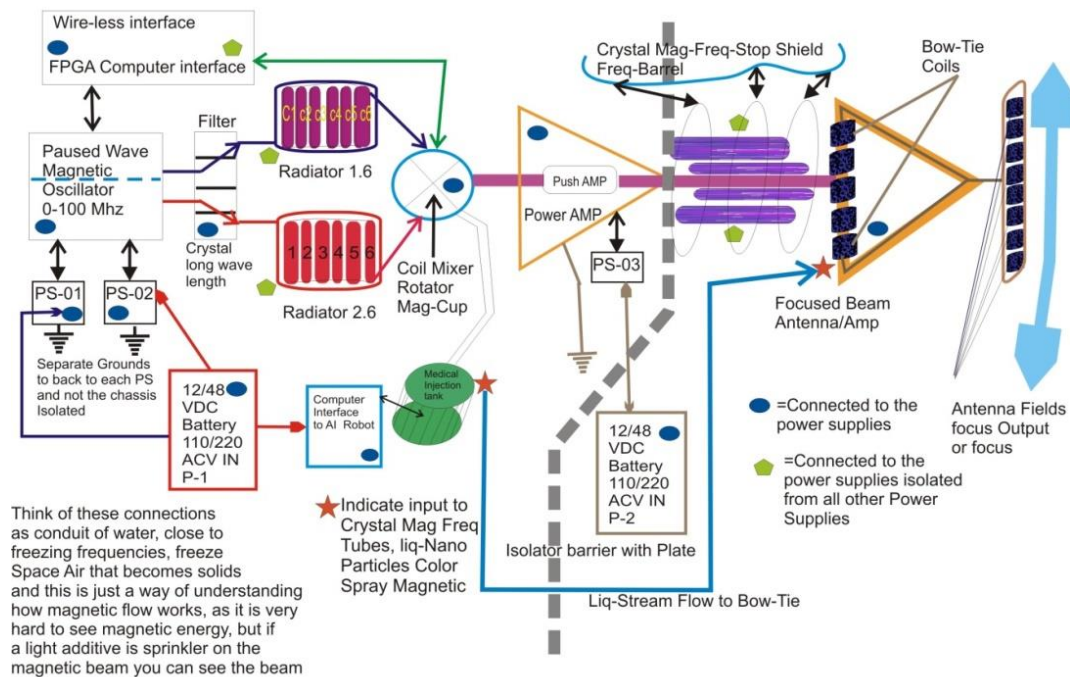 Wire-less interface
FPGA Computer interface
Paused Wave
Magnetic
Oscillator
0-100 Mhz
Filter
Crystal
long wave
length
C1 c2 c3 c4 c5 c6
Radiator 1.6
1 2 3 4 5 6
Radiator 2.6
Coil Mixer
Rotator
Mag-Cup
PS-01
PS-02
Separate Grounds
to back to each PS
and not the chassis
Isolated
12/48
VDC
Battery
110/220
ACV IN
P-1
Computer
Interface
to AI Robot
Medical
Injection
tank
Push AMP
Power AMP
PS-03
12/48
VDC
Battery
110/220
ACV IN
P-2
Isolator barrier with Plate
Crystal Mag-Freq-Stop Shield
Freq-Barrel
Bow-Tie
Coils
Focused Beam
Antenna/Amp
Antenna Fields
focus Output
or focus
=Connected to the
power supplies
=Connected to the
power supplies isolated
from all other Power
Supplies
Indicate input to
Crystal Mag Freq
Tubes, liq-Nano
Particles Color
Spray Magnetic
Liq-Stream Flow to Bow-Tie
Think of these connections
as conduit of water, close to
freezing frequencies, freeze
Space Air that becomes solids
and this is just a way of understanding
how magnetic flow works, as it is very
hard to see magnetic energy, but if
a light additive is sprinkler on the
magnetic beam you can see the beam